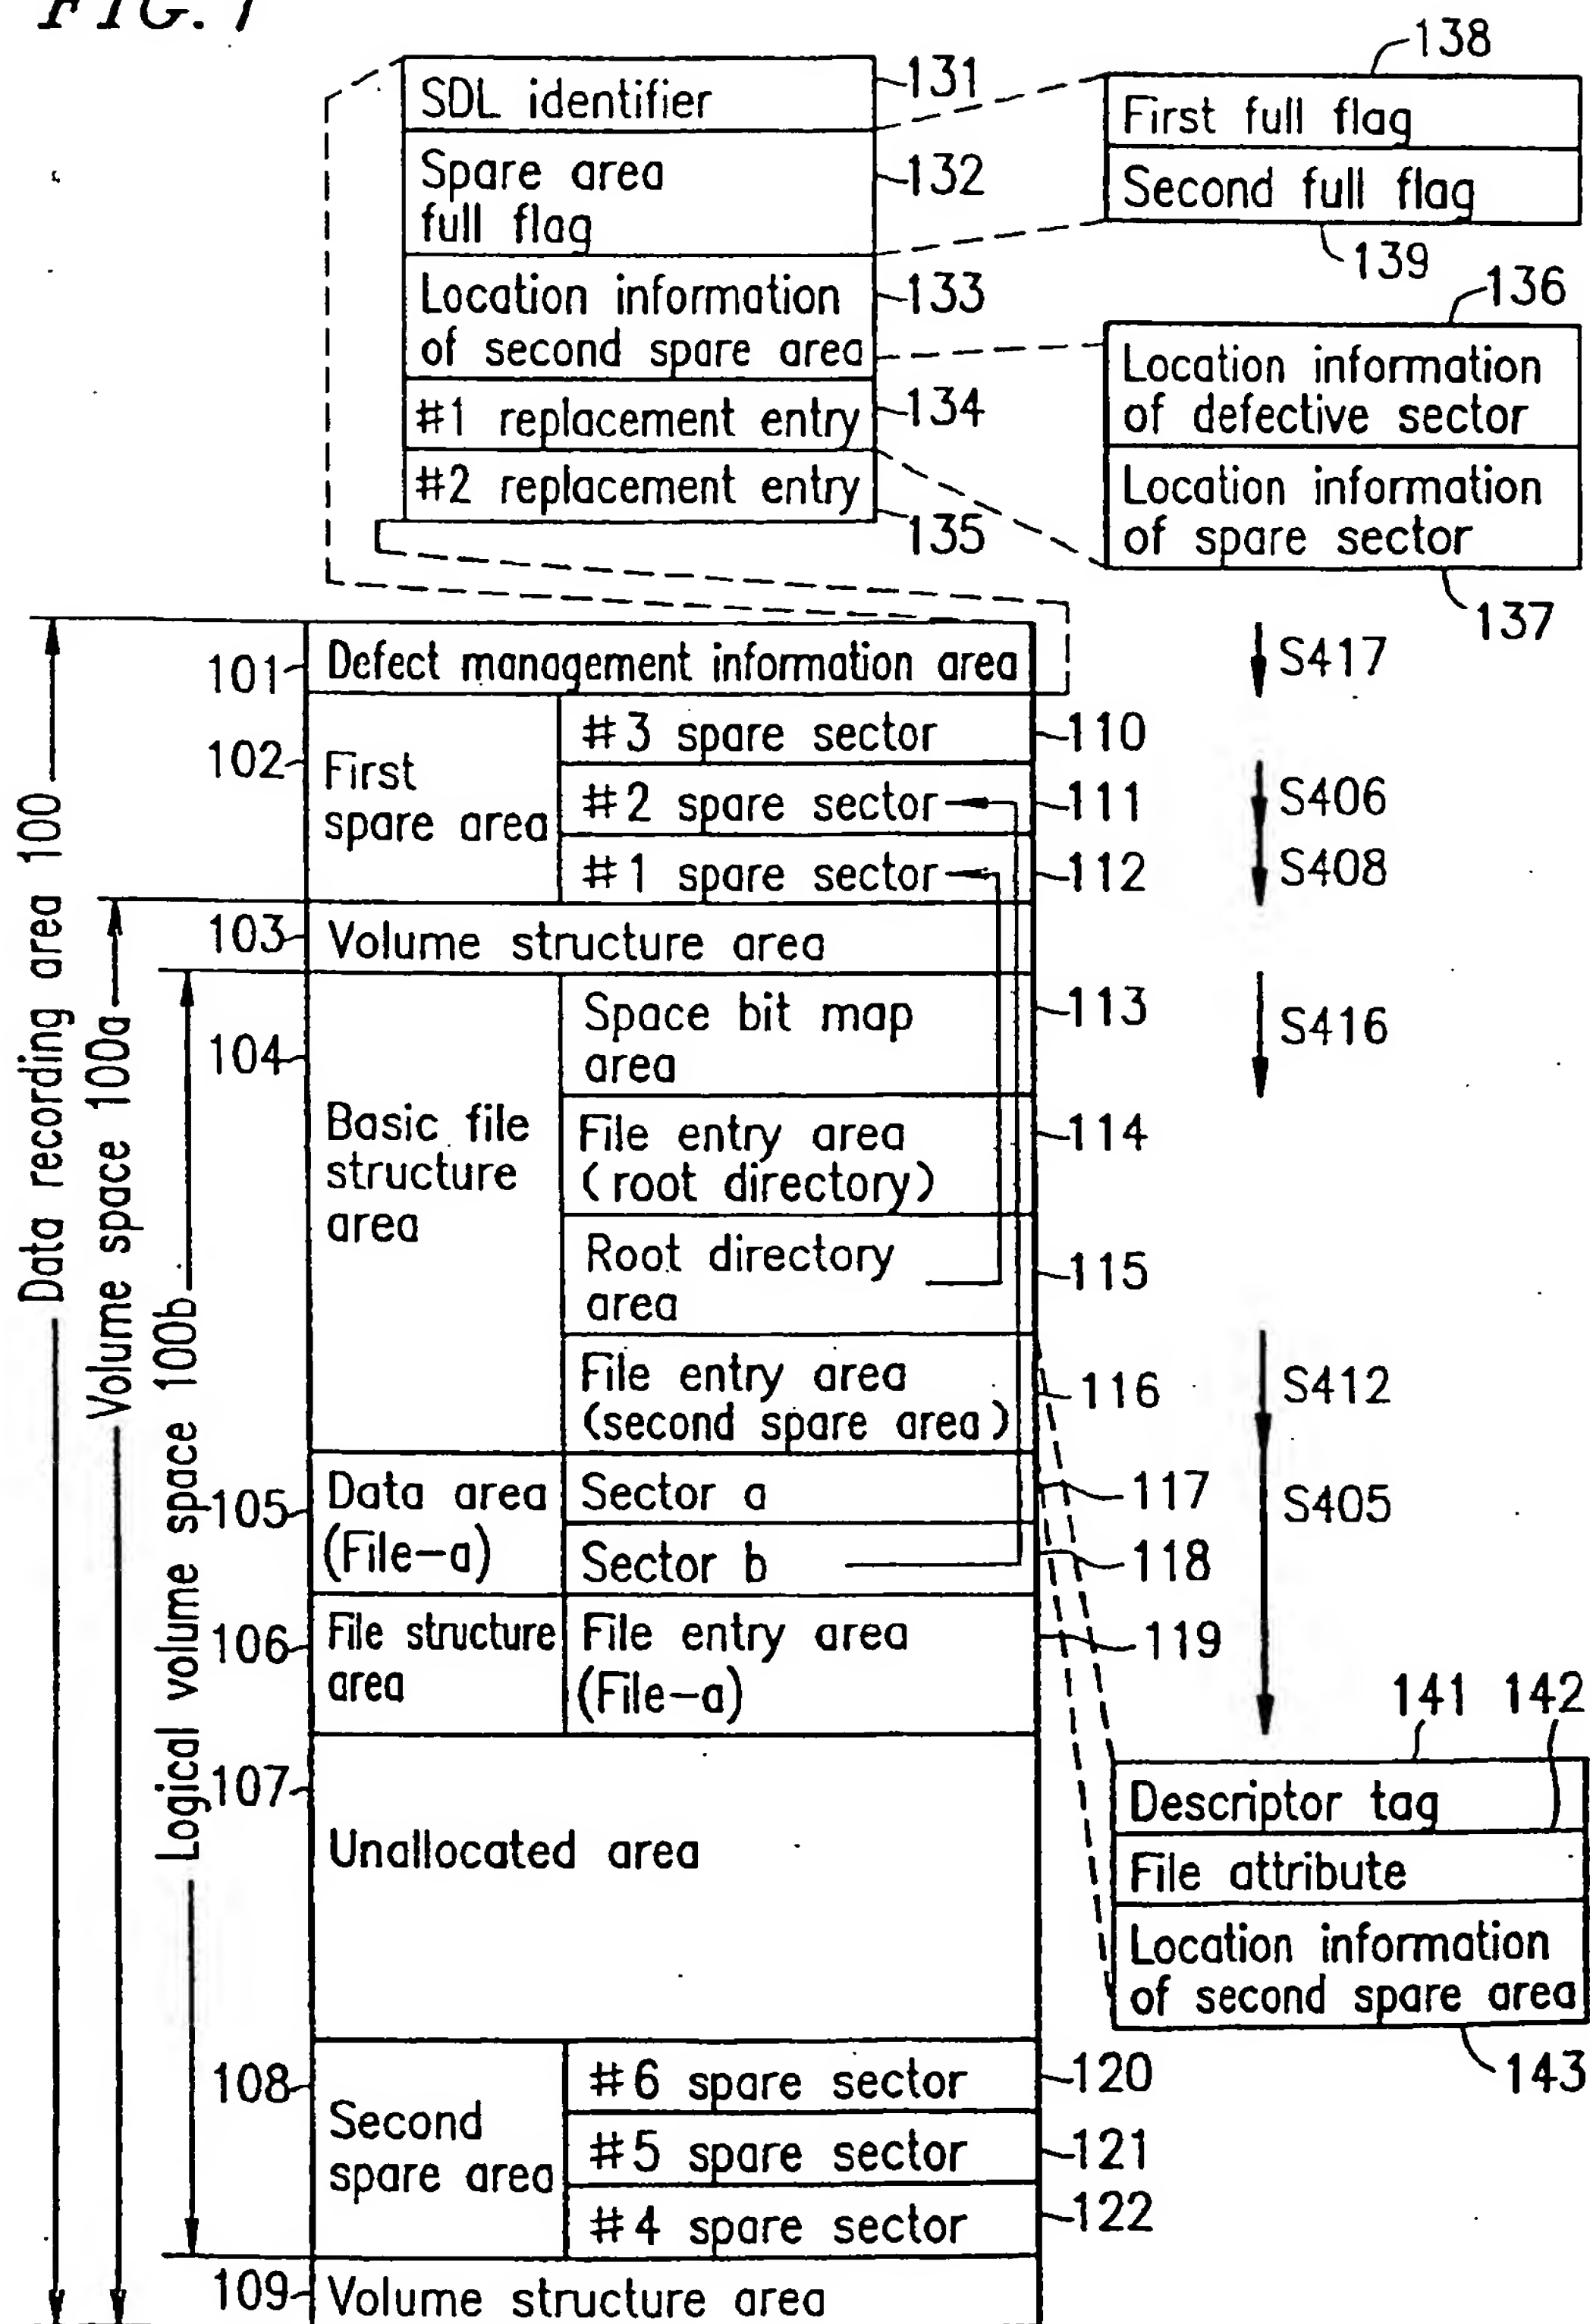 FIG. 1
SDL identifier
131
Spare area
full flag
132
Location information
of second spare area
133
#1 replacement entry
134
#2 replacement entry
135
138
First full flag
Second full flag
139
136
Location information
of defective sector
Location information
of spare sector
137
Data recording area 100
Volume space 100a
Logical volume space 100b
101
Defect management information area
S417
102
First
spare area
#3 spare sector
110
#2 spare sector
111
S406
#1 spare sector
112
S408
103
Volume structure area
104
Basic file
structure
area
Space bit map
area
113
S416
File entry area
(root directory)
114
Root directory
area
115
File entry area
(second spare area)
116
S412
105
Data area
(File-a)
Sector a
117
S405
Sector b
118
106
File structure
area
File entry area
(File-a)
119
141 142
Descriptor tag
File attribute
Location information
of second spare area
143
107
Unallocated area
108
Second
spare area
#6 spare sector
120
#5 spare sector
121
#4 spare sector
122
109
Volume structure area